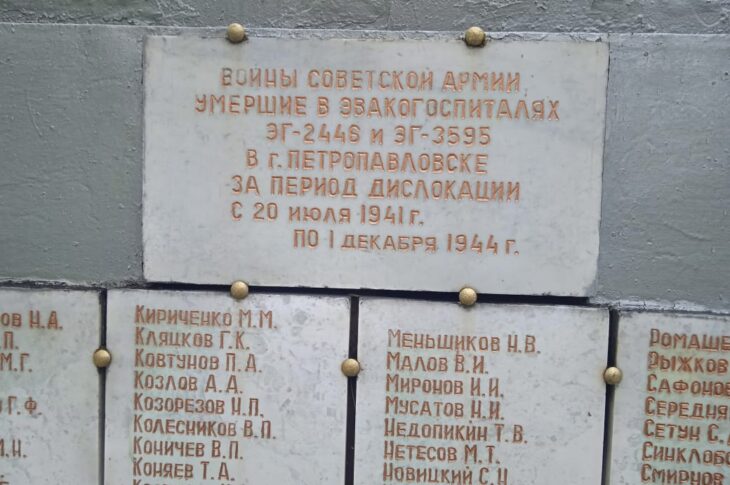 ВОИНЫ СОВЕТСКОЙ АРМИИ
УМЕРШИЕ В ЭВАКОГОСПИТАЛЯХ
ЭГ-2446 и ЭГ-3595
В г. ПЕТРОПАВЛОВСКЕ
ЗА ПЕРИОД ДИСЛОКАЦИИ
С 20 ИЮЛЯ 1941 г.
ПО 1 ДЕКАБРЯ 1944 г.
Н.А.
П.
М.Г.
Г.Ф.
И.Н.
КИРИЧЕНКО М.М.
КЛЯЦКОВ Г.К.
КОВТУНОВ П.А.
КОЗЛОВ А.А.
КОЗОРЕЗОВ Н.П.
КОЛЕСНИКОВ В.П.
КОНИЧЕВ В.П.
КОНЯЕВ Т.А.
МЕНЬШИКОВ Н.В.
МАЛОВ В.И.
МИРОНОВ И.И.
МУСАТОВ Н.И.
НЕДОПИКИН Т.В.
НЕТЕСОВ М.Т.
НОВИЦКИЙ С.Н
РОМАШЕ
РЫЖКОВ
САФОНОВ
СЕРЕДНЯ
СЕТУН С.
СИНКЛОБО
СМИРНОВ